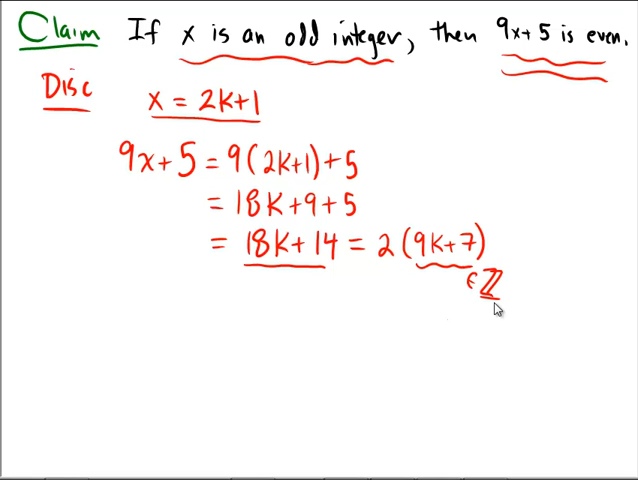 Claim If x is an odd integer, then 9x+5 is even.
Disc x = 2k+1
9x+5 = 9(2k+1)+5
= 18k+9+5
= 18k+14 = 2(9k+7)
∈ℤ